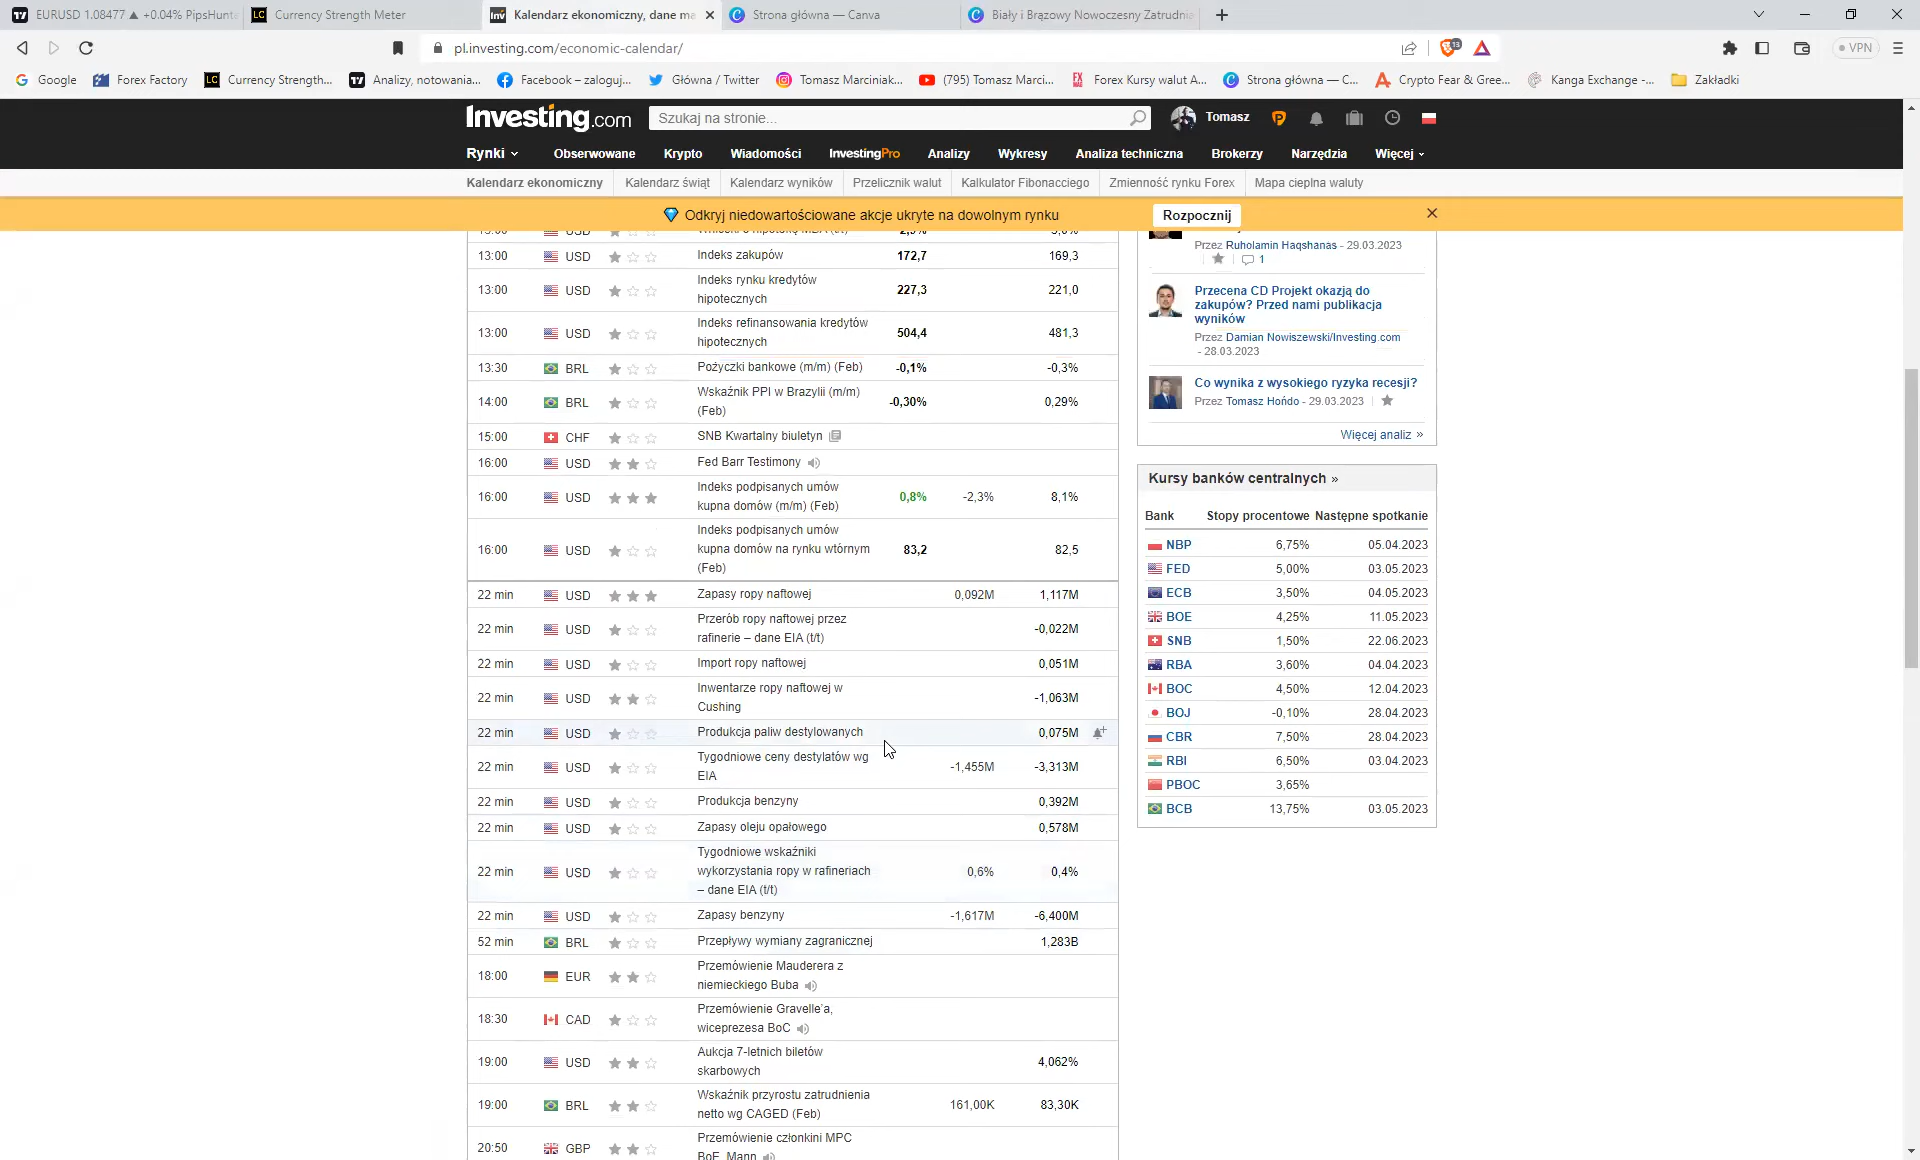 EURUSD 1.08477 ▲ +0.04% PipsHunte
Currency Strength Meter
Kalendarz ekonomiczny, dane ma
Strona główna — Canva
Biały i Brązowy Nowoczesny Zatrudnia
pl.investing.com/economic-calendar/
13
VPN
Google
Forex Factory
Currency Strength...
Analizy, notowania...
Facebook – zaloguj...
Główna / Twitter
Tomasz Marciniak...
(795) Tomasz Marci...
Forex Kursy walut A...
Strona główna — C...
Crypto Fear & Gree...
Kanga Exchange -...
Zakładki
Investing.com
Szukaj na stronie...
Tomasz
Rynki Obserwowane Krypto Wiadomości InvestingPro Analizy Wykresy Analiza techniczna Brokerzy Narzędzia Więcej
Kalendarz ekonomiczny Kalendarz świąt Kalendarz wyników Przelicznik walut Kalkulator Fibonacciego Zmienność rynku Forex Mapa cieplna waluty
Odkryj niedowartościowane akcje ukryte na dowolnym rynku Rozpocznij
13:00 USD Indeks zakupów 172,7 169,3
13:00 USD Indeks rynku kredytów
hipotecznych 227,3 221,0
13:00 USD Indeks refinansowania kredytów
hipotecznych 504,4 481,3
13:30 BRL Pożyczki bankowe (m/m) (Feb) -0,1% -0,3%
14:00 BRL Wskaźnik PPI w Brazylii (m/m)
(Feb) -0,30% 0,29%
15:00 CHF SNB Kwartalny biuletyn
16:00 USD Fed Barr Testimony
16:00 USD Indeks podpisanych umów
kupna domów (m/m) (Feb) 0,8% -2,3% 8,1%
16:00 USD Indeks podpisanych umów
kupna domów na rynku wtórnym
(Feb) 83,2 82,5
22 min USD Zapasy ropy naftowej 0,092M 1,117M
22 min USD Przerób ropy naftowej przez
rafinerie – dane EIA (t/t) -0,022M
22 min USD Import ropy naftowej 0,051M
22 min USD Inwentarze ropy naftowej w
Cushing -1,063M
22 min USD Produkcja paliw destylowanych 0,075M
22 min USD Tygodniowe ceny destylatów wg
EIA -1,455M -3,313M
22 min USD Produkcja benzyny 0,392M
22 min USD Zapasy oleju opałowego 0,578M
22 min USD Tygodniowe wskaźniki
wykorzystania ropy w rafineriach
– dane EIA (t/t) 0,6% 0,4%
22 min USD Zapasy benzyny -1,617M -6,400M
52 min BRL Przepływy wymiany zagranicznej 1,283B
18:00 EUR Przemówienie Mauderera z
niemieckiego Buba
18:30 CAD Przemówienie Gravelle'a,
wiceprezesa BoC
19:00 USD Aukcja 7-letnich biletów
skarbowych 4,062%
19:00 BRL Wskaźnik przyrostu zatrudnienia
netto wg CAGED (Feb) 161,00K 83,30K
20:50 GBP Przemówienie członkini MPC
BoE, Mann
Przez Ruholamin Haqshanas - 29.03.2023
1
Przecena CD Projekt okazją do
zakupów? Przed nami publikacja
wyników
Przez Damian Nowiszewski/Investing.com
- 28.03.2023
Co wynika z wysokiego ryzyka recesji?
Przez Tomasz Hońdo - 29.03.2023
Więcej analiz »
Kursy banków centralnych »
Bank Stopy procentowe Następne spotkanie
NBP 6,75% 05.04.2023
FED 5,00% 03.05.2023
ECB 3,50% 04.05.2023
BOE 4,25% 11.05.2023
SNB 1,50% 22.06.2023
RBA 3,60% 04.04.2023
BOC 4,50% 12.04.2023
BOJ -0,10% 28.04.2023
CBR 7,50% 28.04.2023
RBI 6,50% 03.04.2023
PBOC 3,65%
BCB 13,75% 03.05.2023